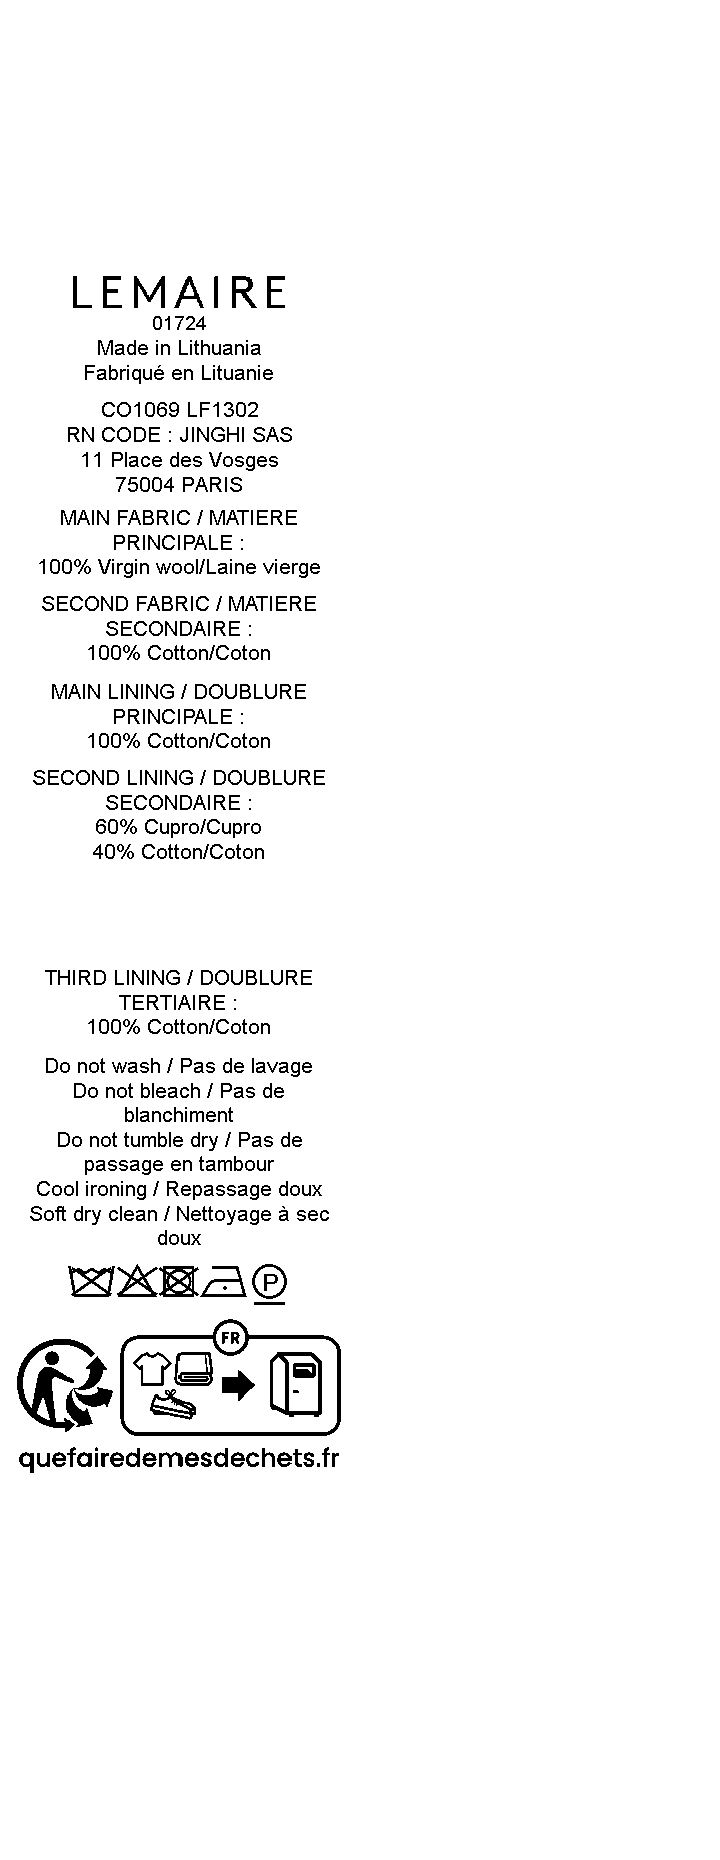 LEMAIRE
01724
Made in Lithuania
Fabriqué en Lituanie
CO1069 LF1302
RN CODE : JINGHI SAS
11 Place des Vosges
75004 PARIS
MAIN FABRIC / MATIERE
PRINCIPALE :
100% Virgin wool/Laine vierge
SECOND FABRIC / MATIERE
SECONDAIRE :
100% Cotton/Coton
MAIN LINING / DOUBLURE
PRINCIPALE :
100% Cotton/Coton
SECOND LINING / DOUBLURE
SECONDAIRE :
60% Cupro/Cupro
40% Cotton/Coton
THIRD LINING / DOUBLURE
TERTIAIRE :
100% Cotton/Coton
Do not wash / Pas de lavage
Do not bleach / Pas de
blanchiment
Do not tumble dry / Pas de
passage en tambour
Cool ironing / Repassage doux
Soft dry clean / Nettoyage à sec
doux
P
FR
quefairedemesdechets.fr